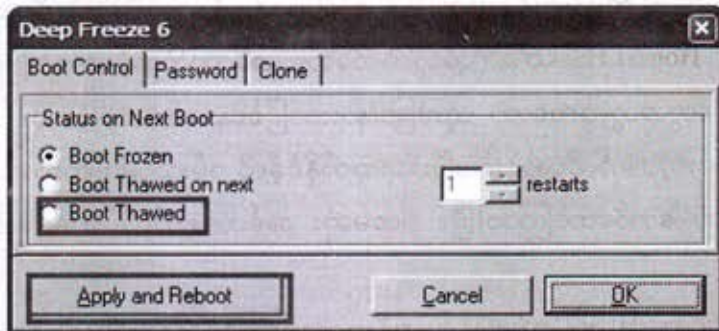 Deep Freeze 6
Boot Control Password Clone
Status on Next Boot
Boot Frozen
Boot Thawed on next 1 restarts
Boot Thawed
Apply and Reboot Cancel OK